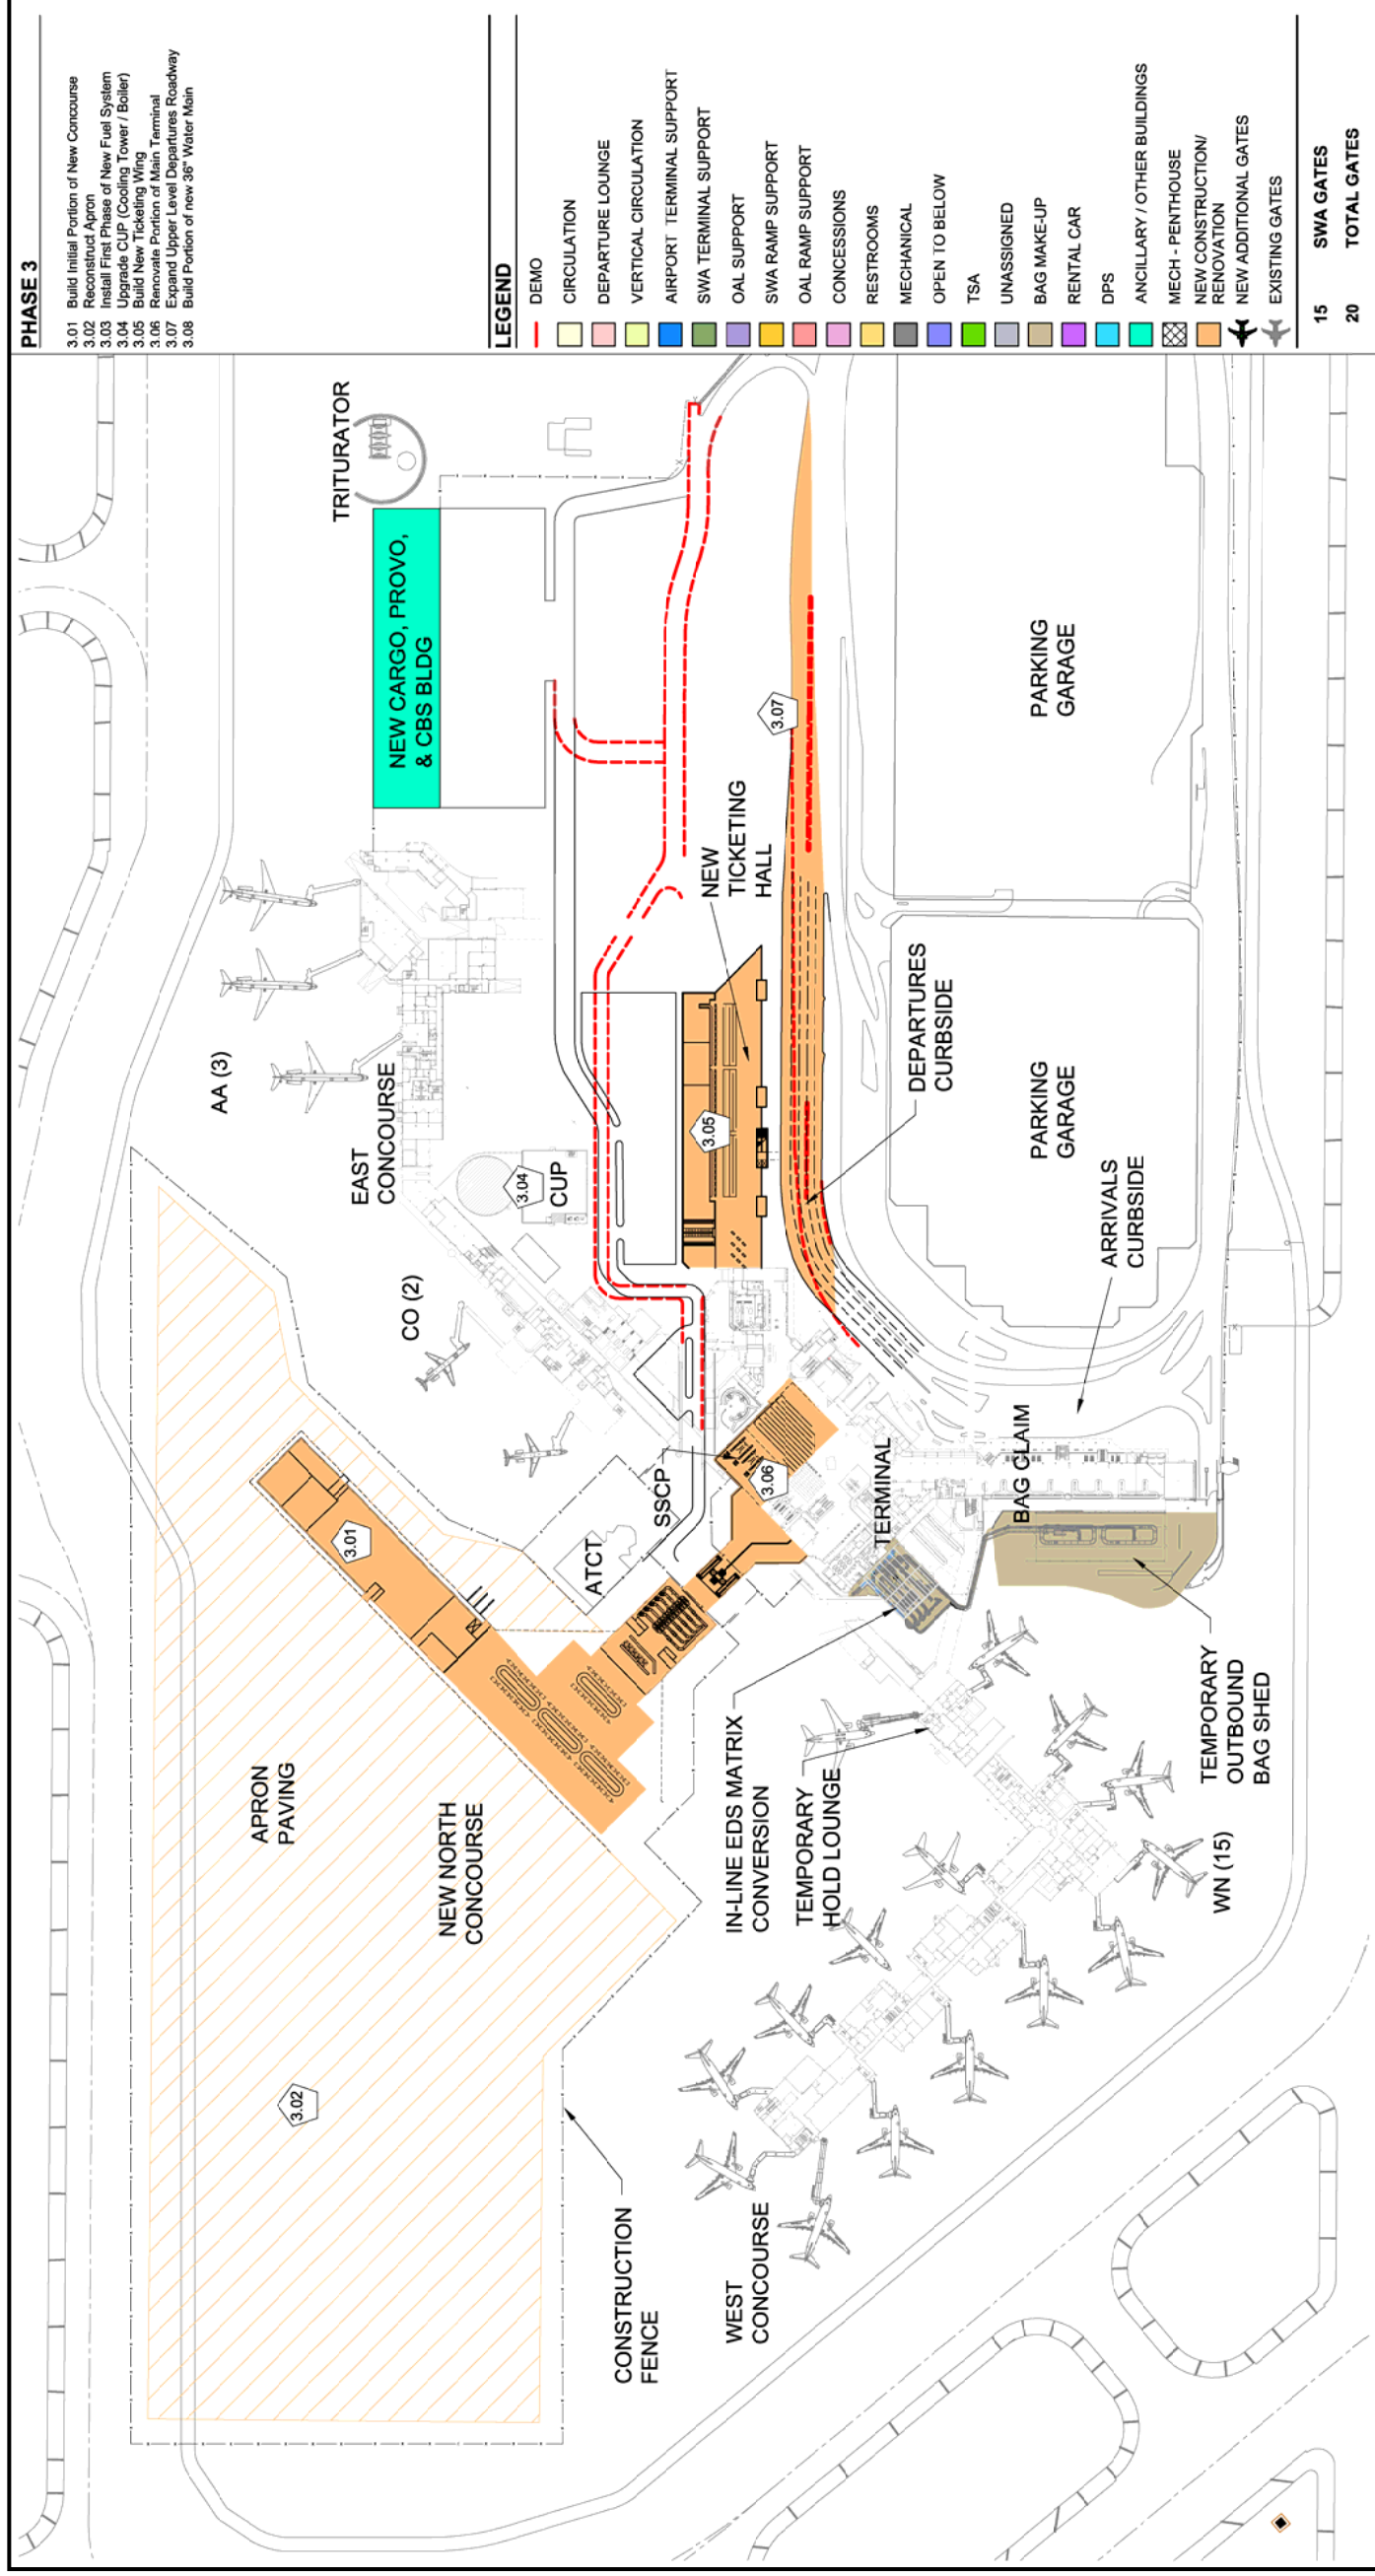 PHASE 3
3.01 Build Initial Portion of New Concourse
3.02 Reconstruct Apron
3.03 Install First Phase of New Fuel System
3.04 Upgrade CUP (Cooling Tower / Boiler)
3.05 Build New Ticketing Wing
3.06 Renovate Portion of Main Terminal
3.07 Expand Upper Level Departures Roadway
3.08 Build Portion of new 36" Water Main
LEGEND
DEMO
CIRCULATION
DEPARTURE LOUNGE
VERTICAL CIRCULATION
AIRPORT TERMINAL SUPPORT
SWA TERMINAL SUPPORT
OAL SUPPORT
SWA RAMP SUPPORT
OAL RAMP SUPPORT
CONCESSIONS
RESTROOMS
MECHANICAL
OPEN TO BELOW
TSA
UNASSIGNED
BAG MAKE-UP
RENTAL CAR
DPS
ANCILLARY / OTHER BUILDINGS
MECH - PENTHOUSE
NEW CONSTRUCTION/
RENOVATION
NEW ADDITIONAL GATES
EXISTING GATES
15 SWA GATES
20 TOTAL GATES
TRITURATOR
NEW CARGO, PROVO,
& CBS BLDG
AA (3)
EAST
CONCOURSE
CO (2)
3.04
CUP
NEW
TICKETING
HALL
3.07
3.05
DEPARTURES
CURBSIDE
PARKING
GARAGE
PARKING
GARAGE
ARRIVALS
CURBSIDE
3.01
ATCT
SSCP
3.06
TERMINAL
BAG CLAIM
APRON
PAVING
NEW NORTH
CONCOURSE
IN-LINE EDS MATRIX
CONVERSION
TEMPORARY
HOLD LOUNGE
TEMPORARY
OUTBOUND
BAG SHED
WN (15)
3.02
CONSTRUCTION
FENCE
WEST
CONCOURSE